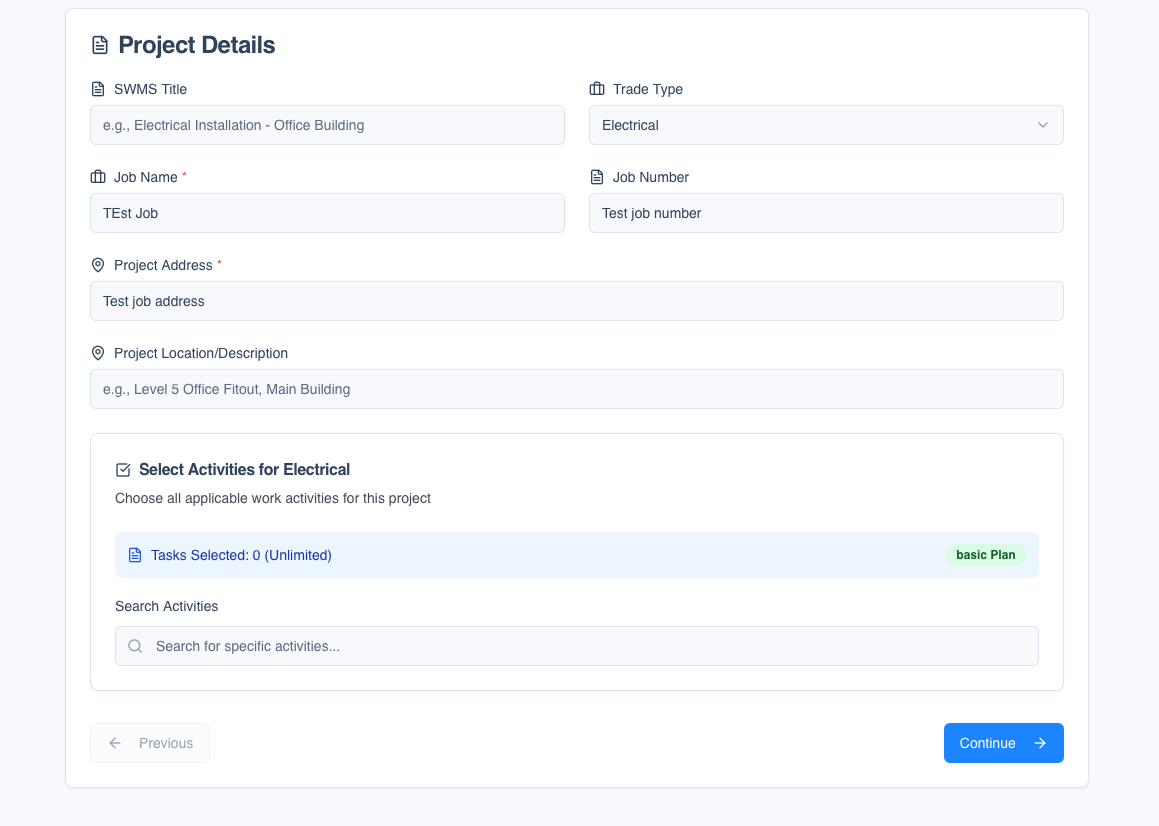 Project Details
SWMS Title
Trade Type
e.g., Electrical Installation - Office Building
Electrical
Job Name *
Job Number
TEst Job
Test job number
Project Address *
Test job address
Project Location/Description
e.g., Level 5 Office Fitout, Main Building
Select Activities for Electrical
Choose all applicable work activities for this project
Tasks Selected: 0 (Unlimited)
basic Plan
Search Activities
Search for specific activities...
Previous
Continue